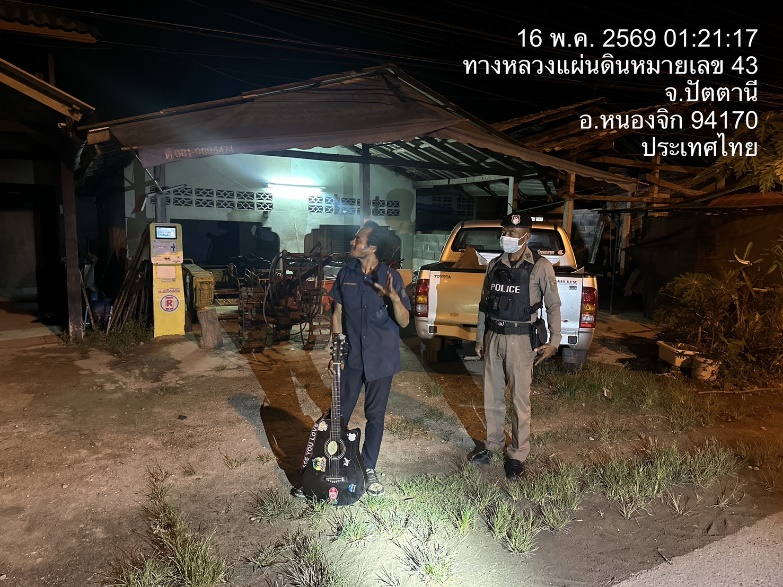 16 พ.ค. 2569 01:21:17
ทางหลวงแผ่นดินหมายเลข 43
จ.ปัตตานี
อ.หนองจิก 94170
ประเทศไทย
POLICE
TOYOTA
R